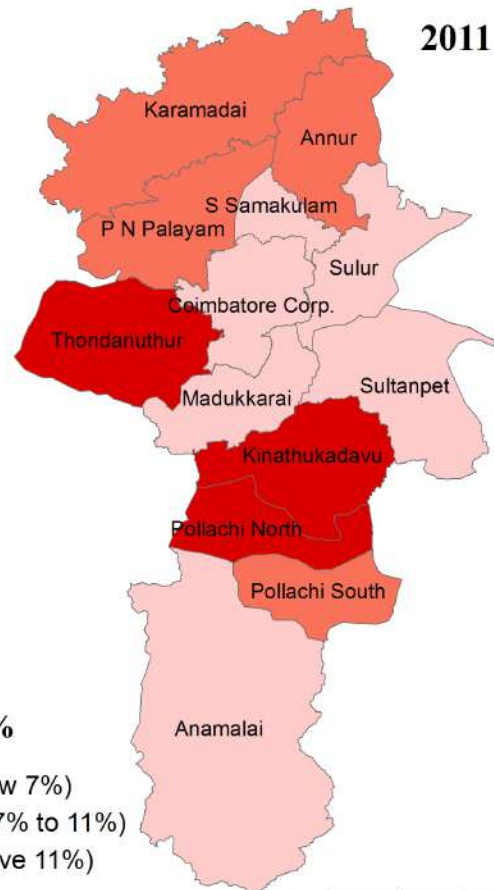 2011
Karamadai
Annur
S Samakulam
P N Palayam
Sulur
Coimbatore Corp.
Thondanuthur
Madukkarai
Sultanpet
Kinathukadavu
Pollachi North
Pollachi South
Anamalai
%
w 7%)
7% to 11%)
ve 11%)